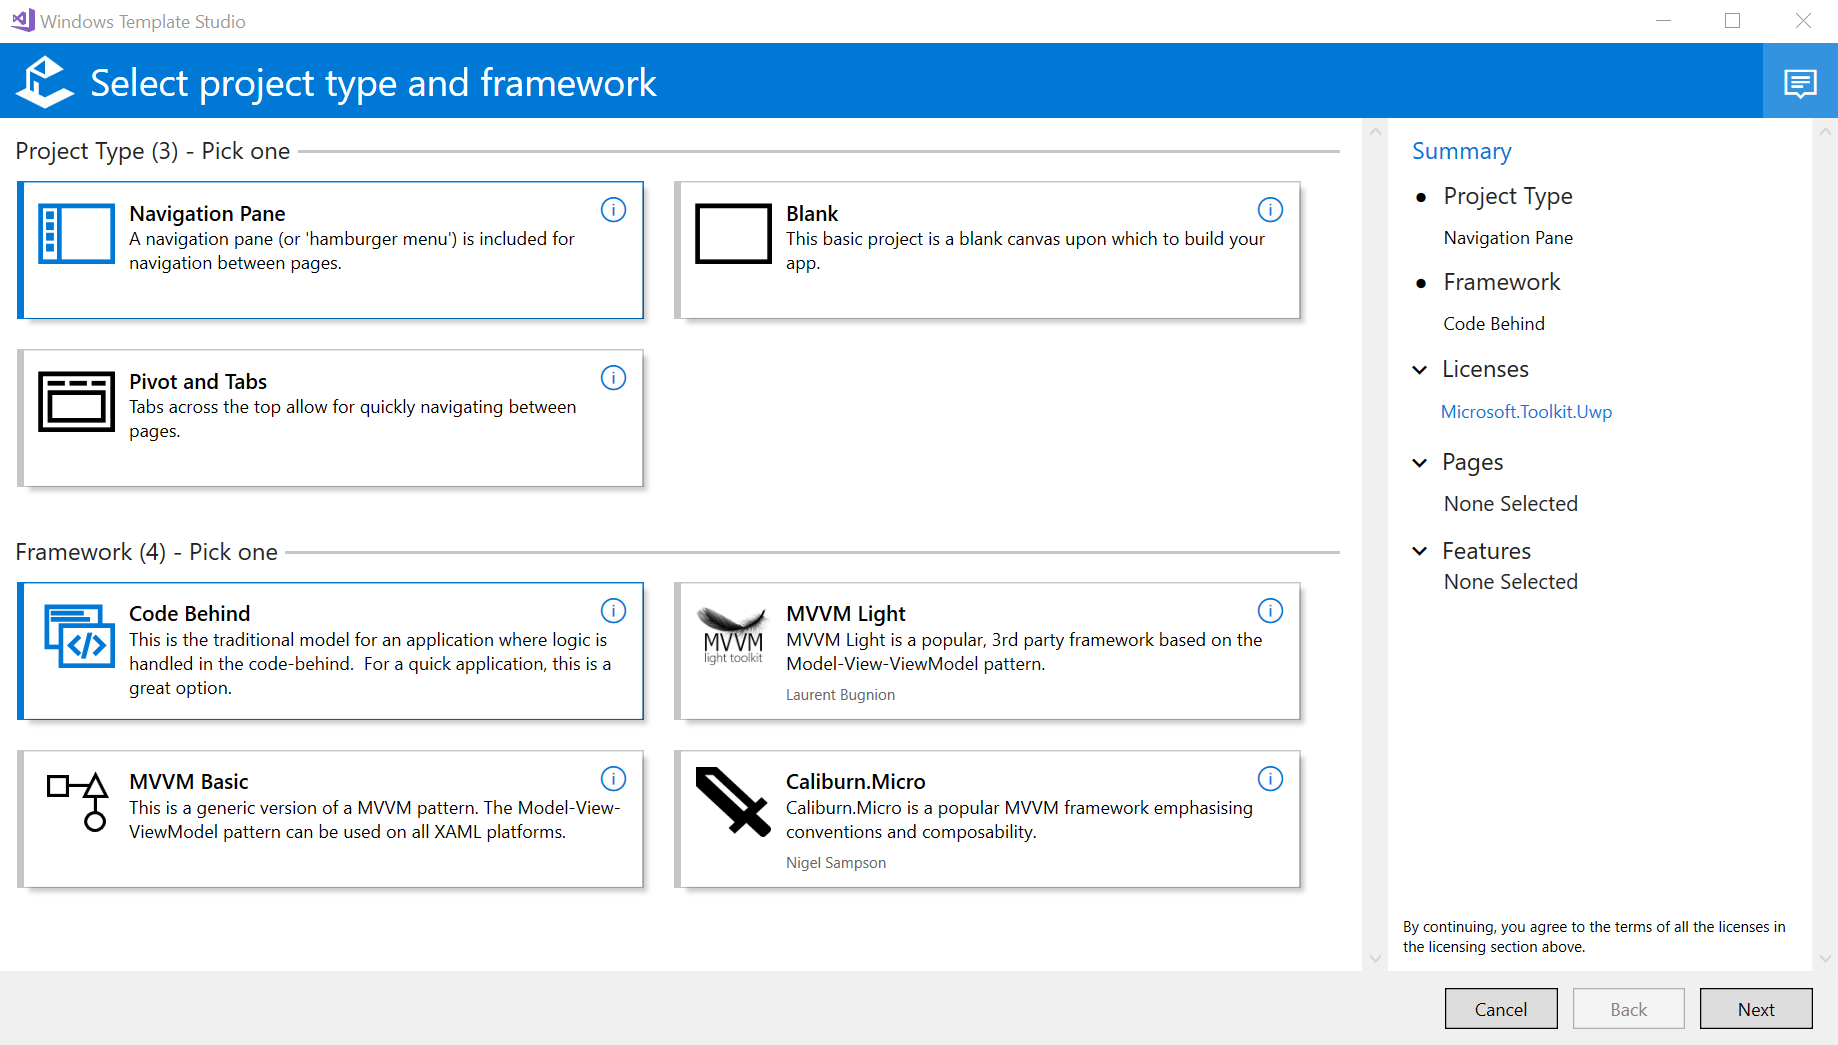 Windows Template Studio
Select project type and framework
Project Type (3) - Pick one
Navigation Pane
A navigation pane (or 'hamburger menu') is included for
navigation between pages.
Blank
This basic project is a blank canvas upon which to build your
app.
Pivot and Tabs
Tabs across the top allow for quickly navigating between
pages.
Framework (4) - Pick one
Code Behind
This is the traditional model for an application where logic is
handled in the code-behind.  For a quick application, this is a
great option.
MVVM
light toolkit
MVVM Light
MVVM Light is a popular, 3rd party framework based on the
Model-View-ViewModel pattern.
Laurent Bugnion
MVVM Basic
This is a generic version of a MVVM pattern. The Model-View-
ViewModel pattern can be used on all XAML platforms.
Caliburn.Micro
Caliburn.Micro is a popular MVVM framework emphasising
conventions and composability.
Nigel Sampson
Summary
Project Type
Navigation Pane
Framework
Code Behind
Licenses
Microsoft.Toolkit.Uwp
Pages
None Selected
Features
None Selected
By continuing, you agree to the terms of all the licenses in
the licensing section above.
Cancel
Back
Next